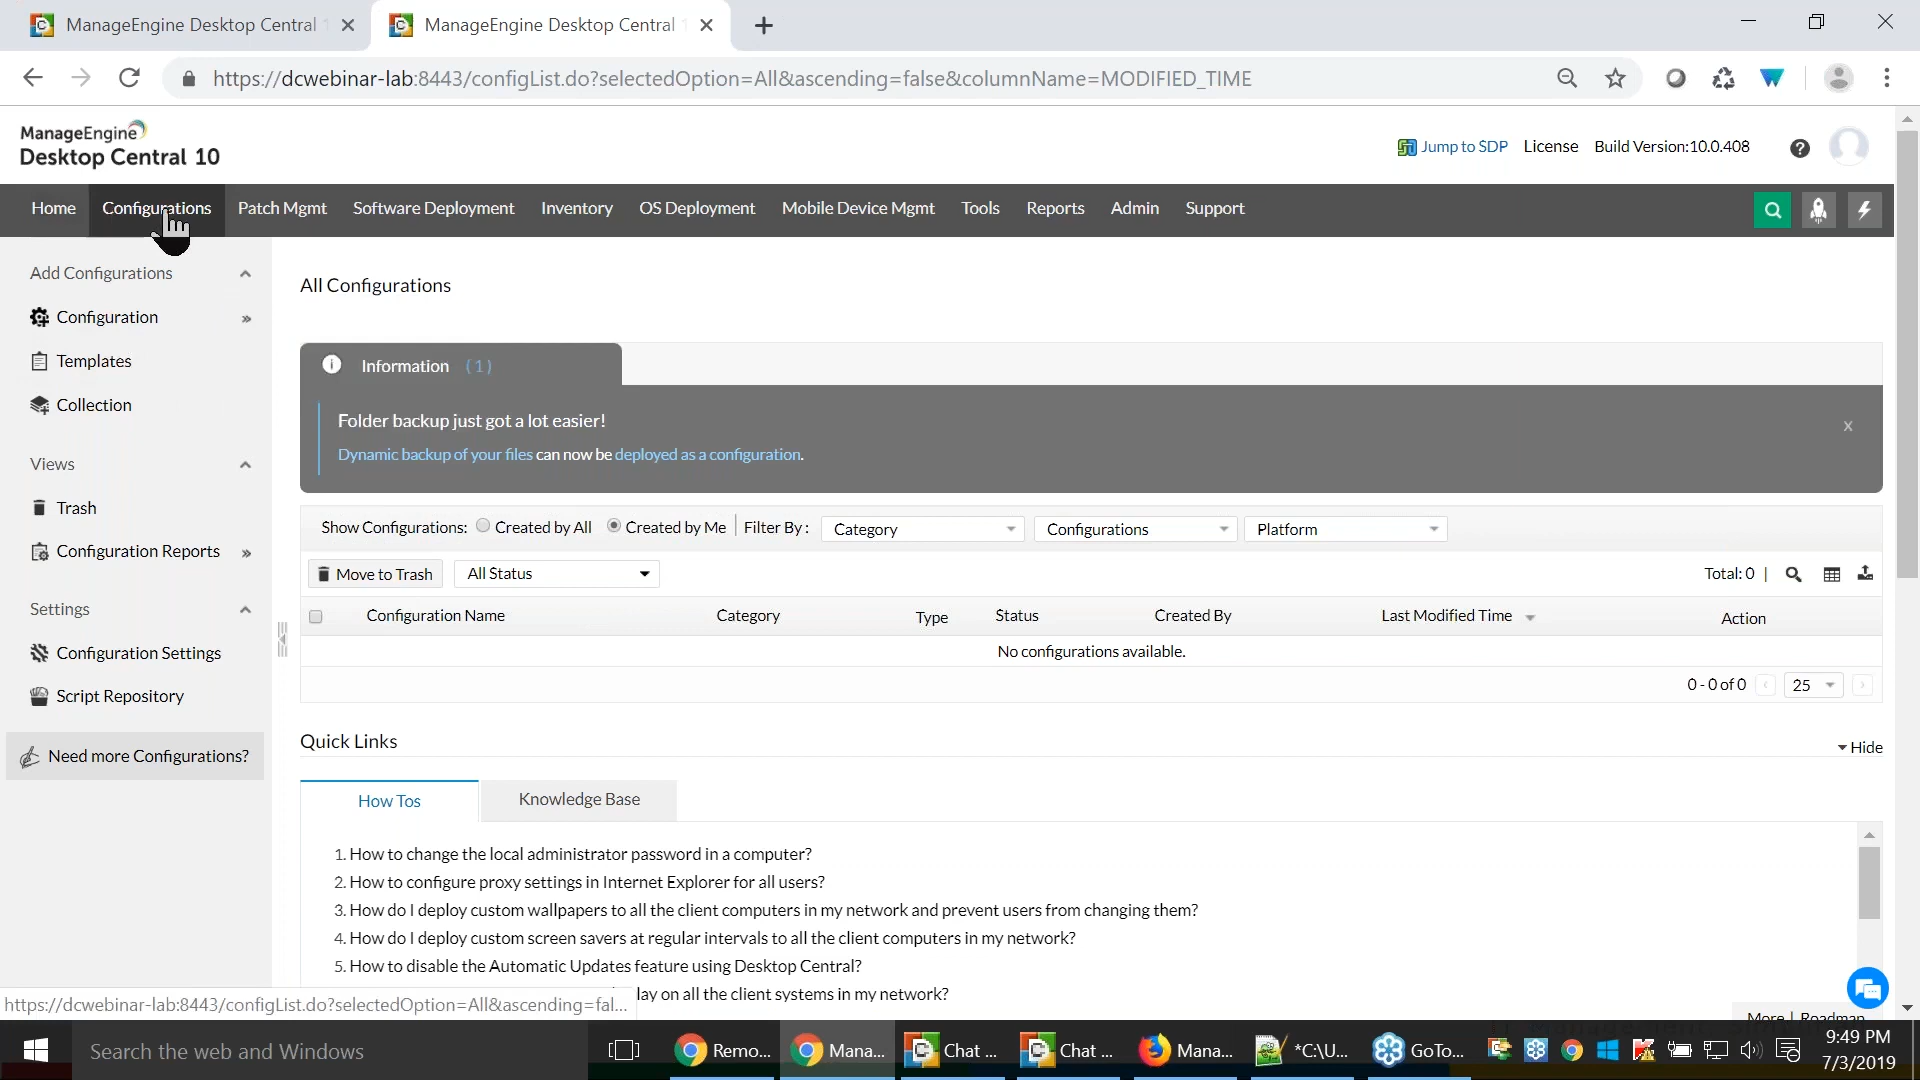 ManageEngine Desktop Central 1
ManageEngine Desktop Central 1
https://dcwebinar-lab:8443/configList.do?selectedOption=All&ascending=false&columnName=MODIFIED_TIME
ManageEngine
Desktop Central 10
Jump to SDP License Build Version:10.0.408
Home Configurations Patch Mgmt Software Deployment Inventory OS Deployment Mobile Device Mgmt Tools Reports Admin Support
Add Configurations
Configuration
Templates
Collection
Views
Trash
Configuration Reports
Settings
Configuration Settings
Script Repository
Need more Configurations?
All Configurations
Information (1)
Folder backup just got a lot easier!
x
Dynamic backup of your files can now be deployed as a configuration.
Show Configurations: Created by All Created by Me Filter By : Category Configurations Platform
Move to Trash All Status Total: 0 |
Configuration Name Category Type Status Created By Last Modified Time Action
No configurations available.
0 - 0 of 0 25
Quick Links
Hide
How Tos Knowledge Base
1. How to change the local administrator password in a computer?
2. How to configure proxy settings in Internet Explorer for all users?
3. How do I deploy custom wallpapers to all the client computers in my network and prevent users from changing them?
4. How do I deploy custom screen savers at regular intervals to all the client computers in my network?
5. How to disable the Automatic Updates feature using Desktop Central?
lay on all the client systems in my network?
https://dcwebinar-lab:8443/configList.do?selectedOption=All&ascending=fal...
More | Roadmap
Search the web and Windows
Remo... Mana... Chat ... Chat ... Mana... *C:\U... GoTo...
9:49 PM
7/3/2019